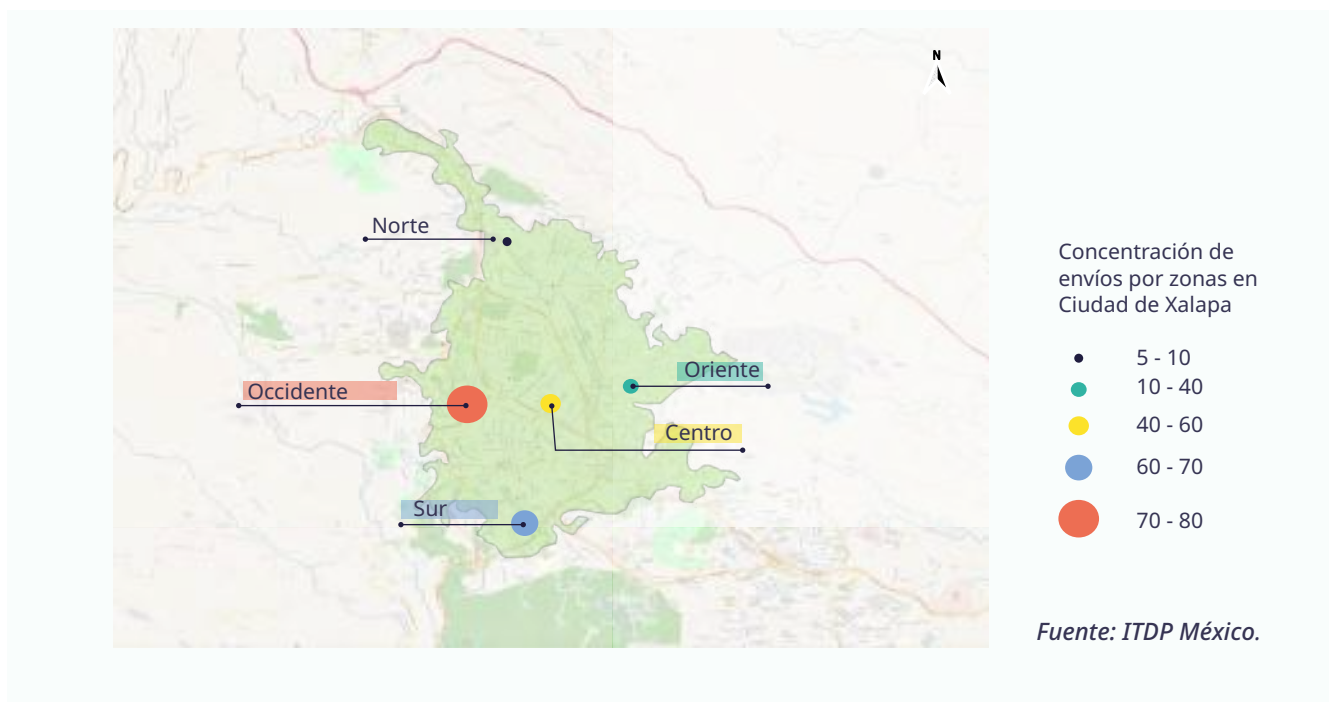 N
Norte
Occidente
Oriente
Centro
Sur
Concentración de
envíos por zonas en
Ciudad de Xalapa
5 - 10
10 - 40
40 - 60
60 - 70
70 - 80
Fuente: ITDP México.